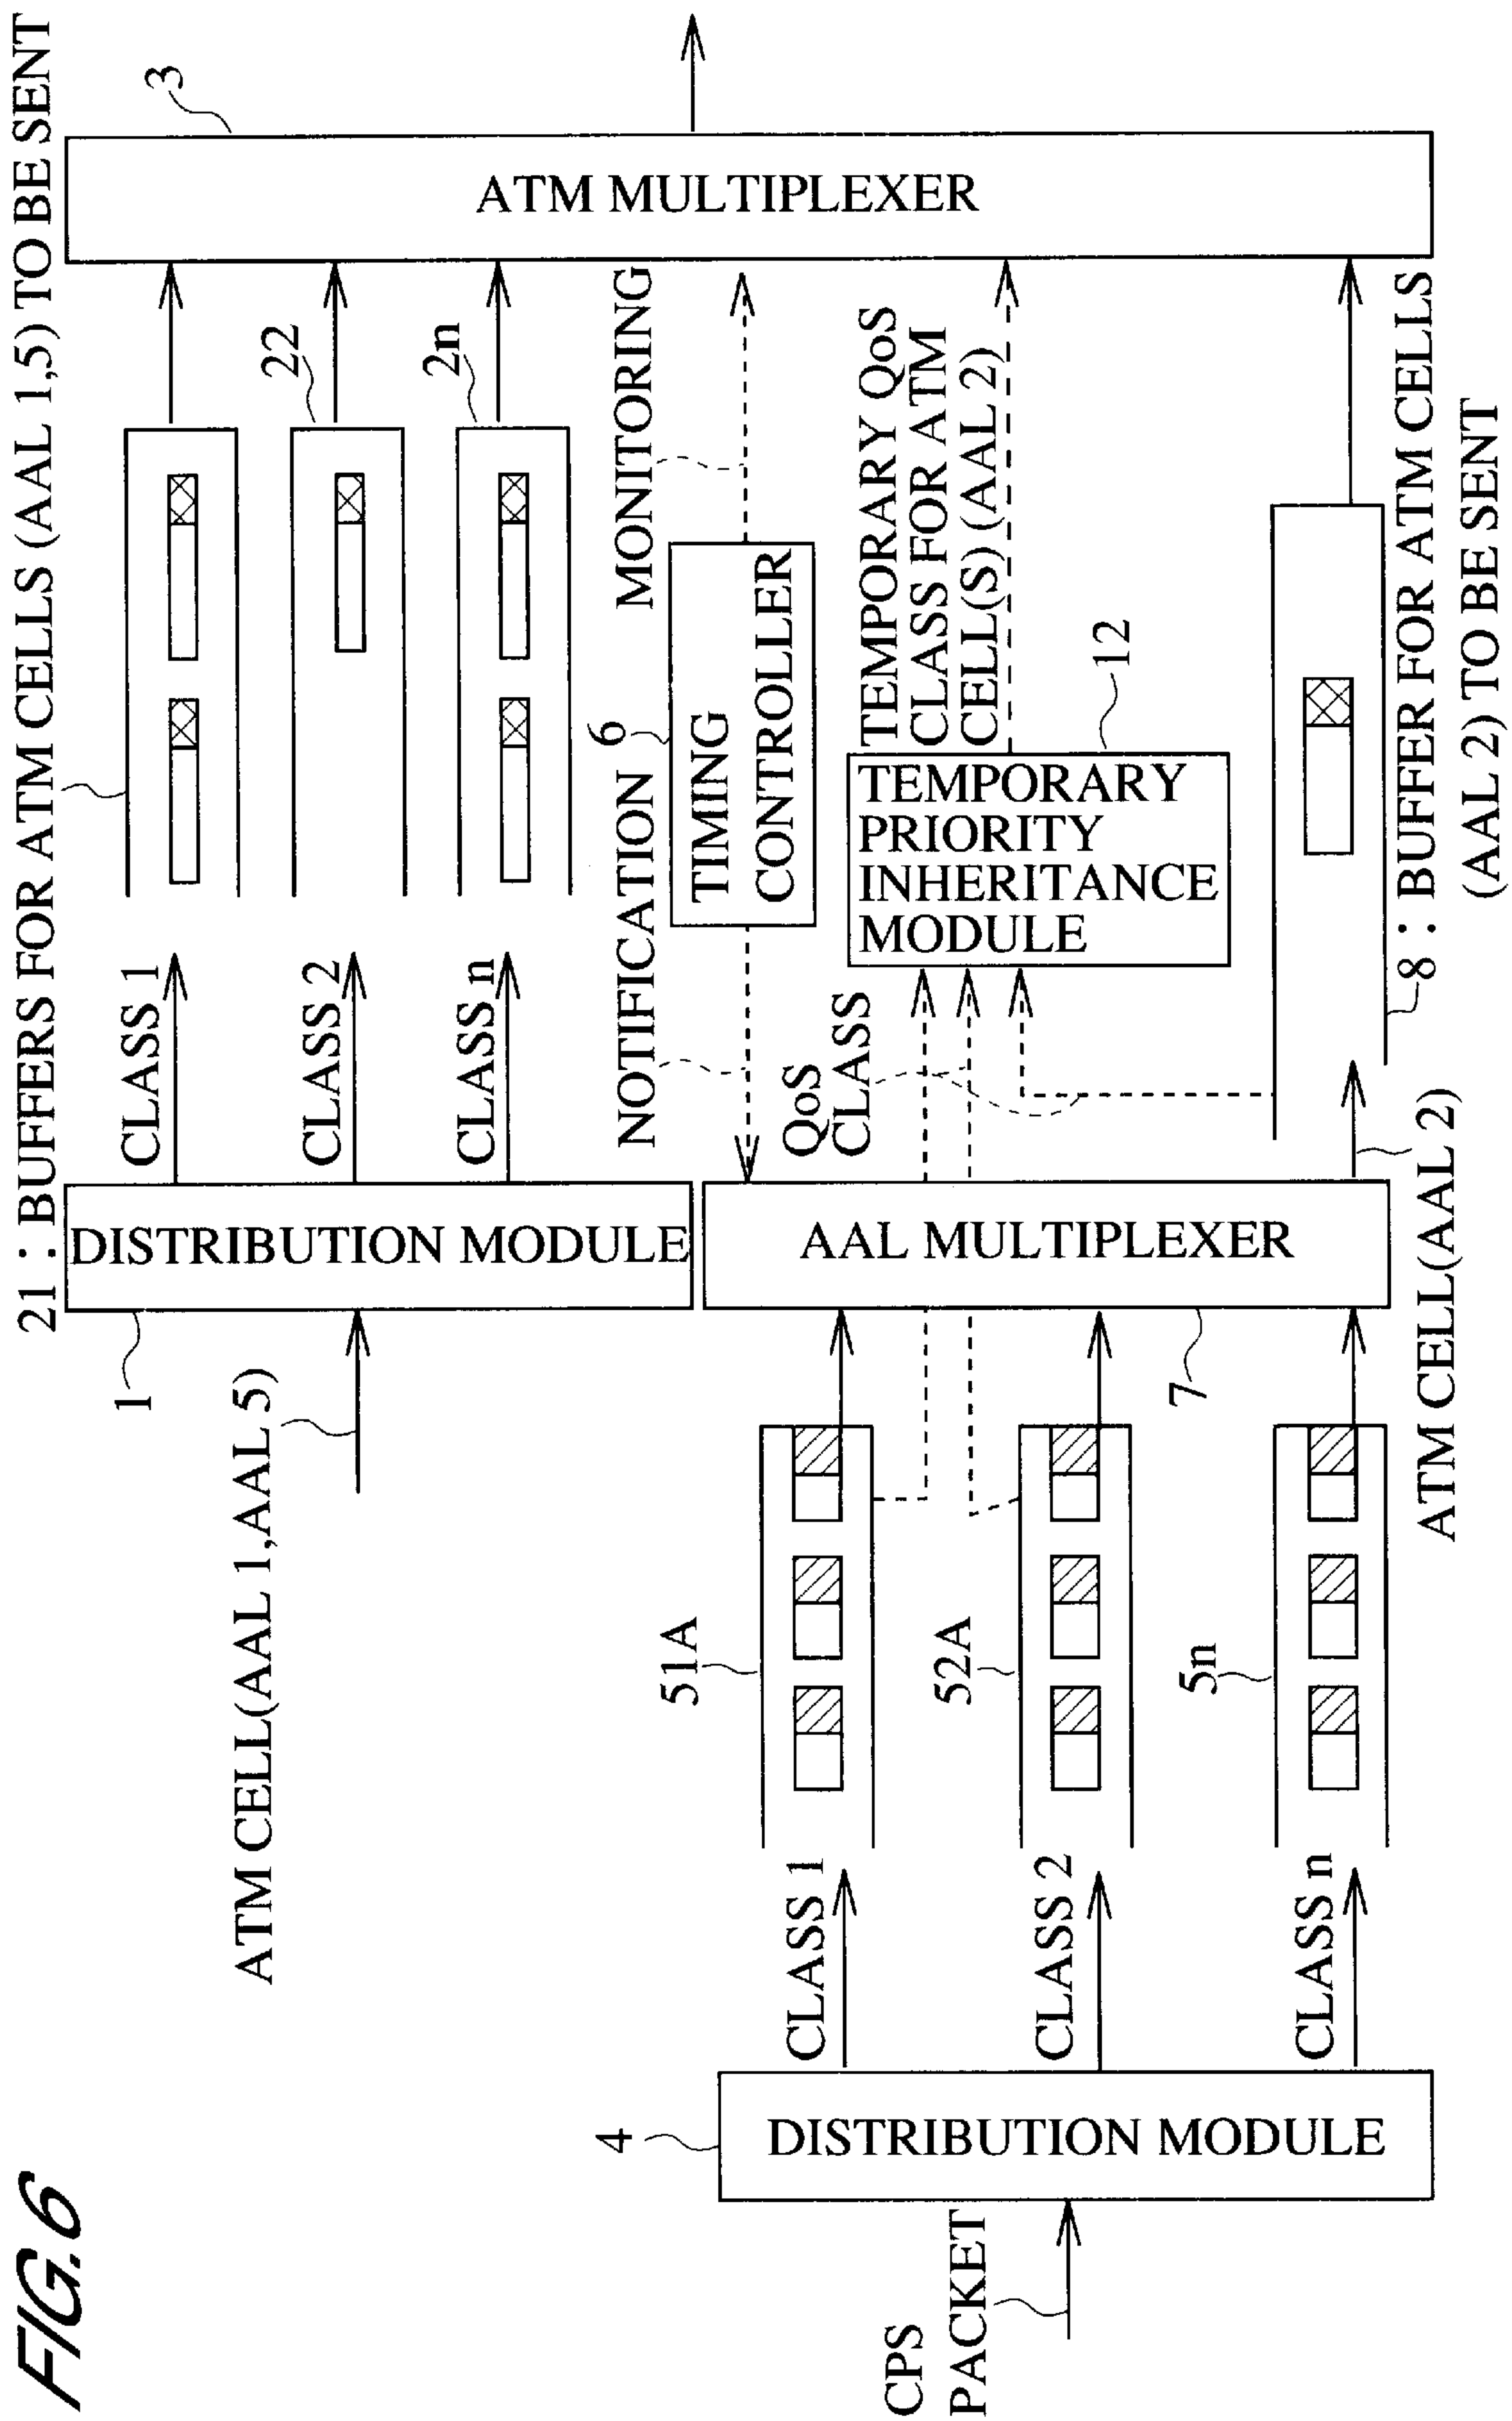 FIG.6
21 : BUFFERS FOR ATM CELLS (AAL 1,5) TO BE SENT
3
ATM MULTIPLEXER
22
2n
CLASS 1
CLASS 2
CLASS n
DISTRIBUTION MODULE
1
ATM CELL(AAL 1,AAL 5)
MONITORING
NOTIFICATION
6
TIMING
CONTROLLER
TEMPORARY QoS
CLASS FOR ATM
CELL(S) (AAL 2)
12
TEMPORARY
PRIORITY
INHERITANCE
MODULE
QoS
CLASS
AAL MULTIPLEXER
7
8 : BUFFER FOR ATM CELLS
(AAL 2) TO BE SENT
ATM CELL(AAL 2)
51A
52A
5n
CLASS 1
CLASS 2
CLASS n
4
DISTRIBUTION MODULE
CPS
PACKET